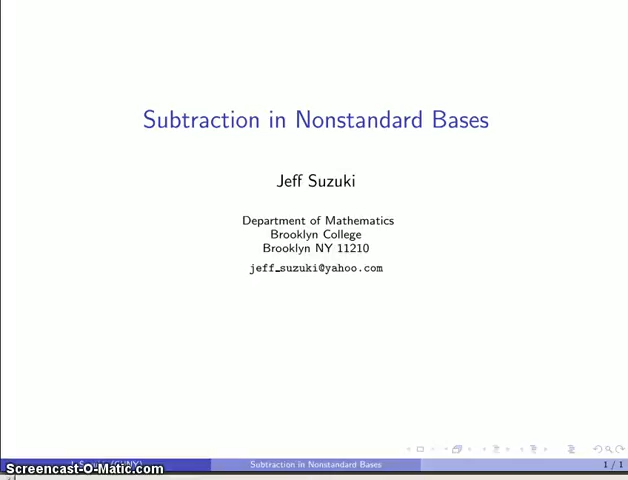 Subtraction in Nonstandard Bases
Jeff Suzuki
Department of Mathematics
Brooklyn College
Brooklyn NY 11210
jeff_suzuki@yahoo.com
Subtraction in Nonstandard Bases
1 / 1
Screencast-O-Matic.com